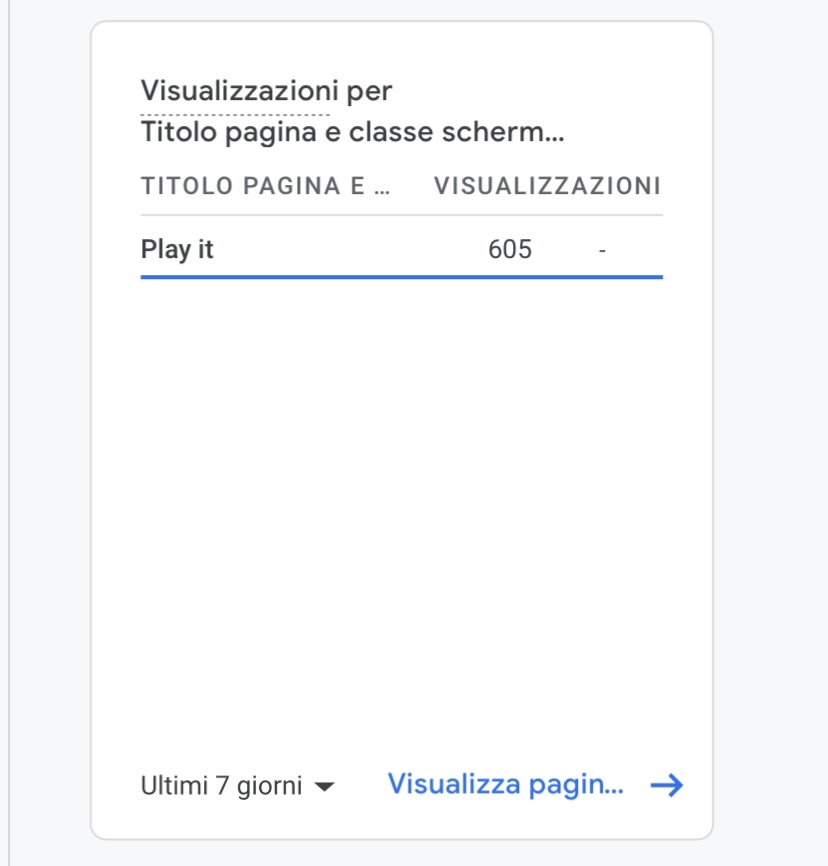 Visualizzazioni per
Titolo pagina e classe scherm...
TITOLO PAGINA E ... VISUALIZZAZIONI
Play it 605 -
Ultimi 7 giorni Visualizza pagin...